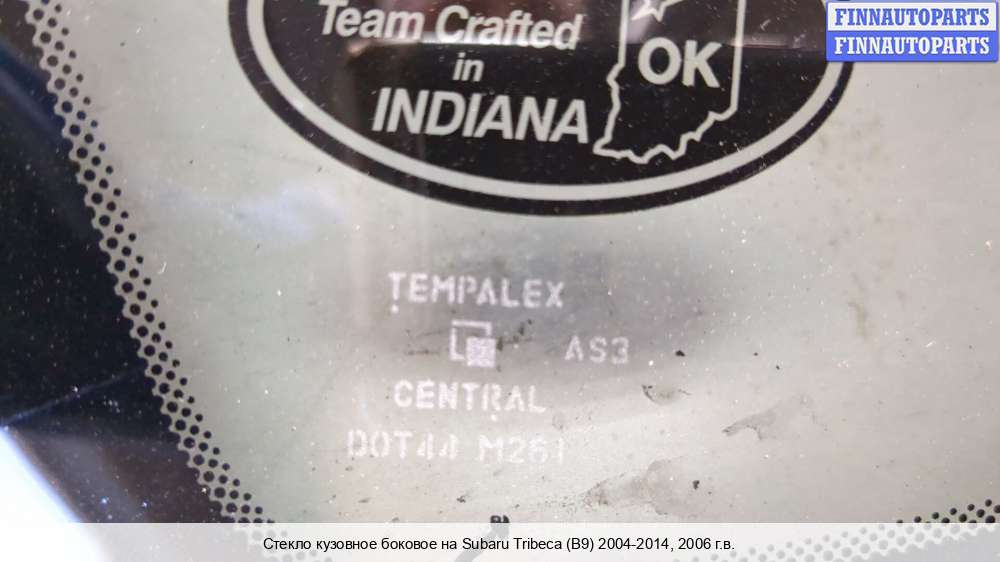 FINNAUTOPARTS
FINNAUTOPARTS
Team Crafted
in
INDIANA
OK
TEMPALEX
AS3
CENTRAL
DOT44 M261
Стекло кузовное боковое на Subaru Tribeca (B9) 2004-2014, 2006 г.в.